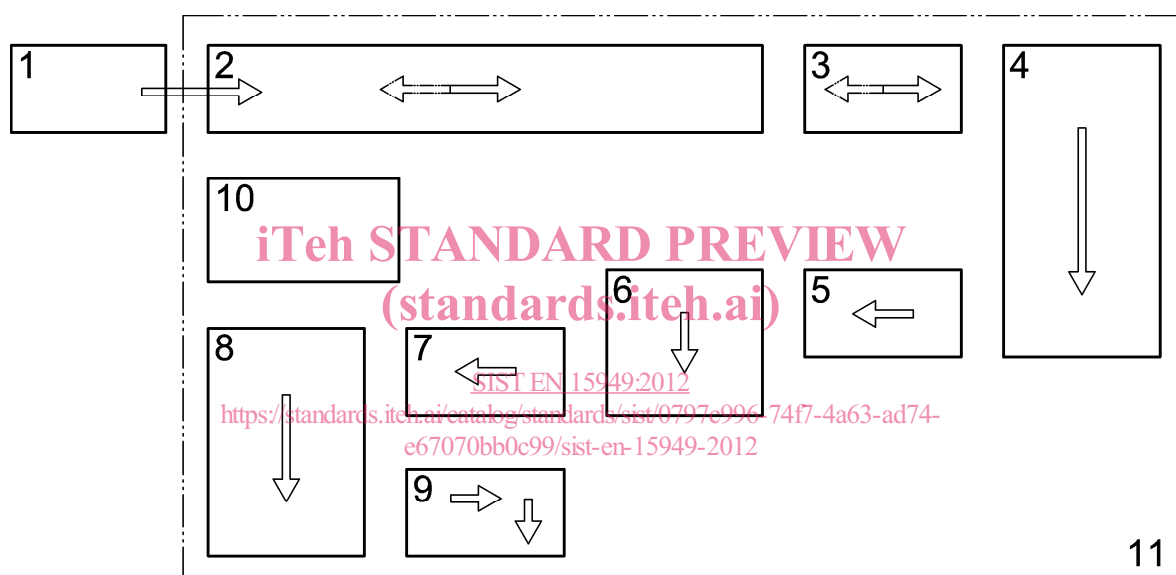 1
2
3
4
10
iTeh STANDARD PREVIEW
(standards.iteh.ai)
6
5
8
7
SIST EN 15949:2012
https://standards.iteh.ai/catalog/standards/sist/0797c996-74f7-4a63-ad74-
e67070bb0c99/sist-en-15949-2012
9
11